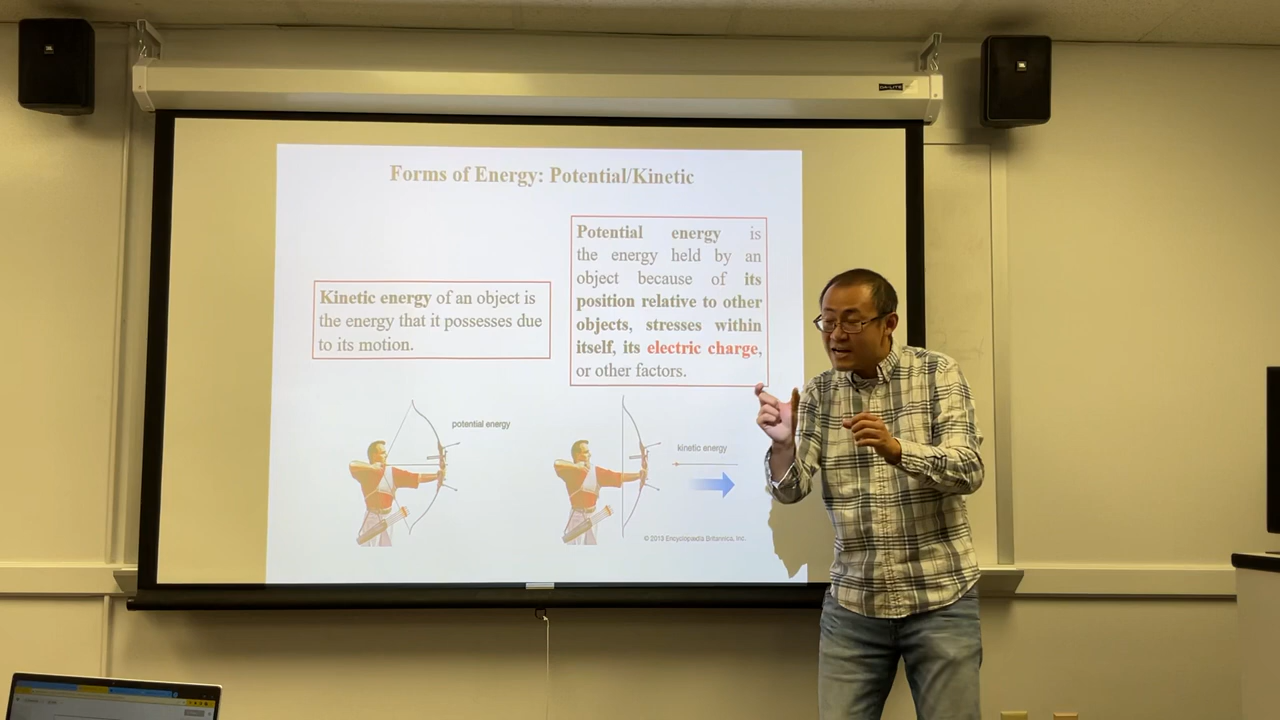 DA-LITE
Forms of Energy: Potential/Kinetic
Potential energy is
the energy held by an
object because of its
position relative to other
objects, stresses within
itself, its electric charge,
or other factors.
Kinetic energy of an object is
the energy that it possesses due
to its motion.
potential energy
kinetic energy
© 2013 Encyclopædia Britannica, Inc.